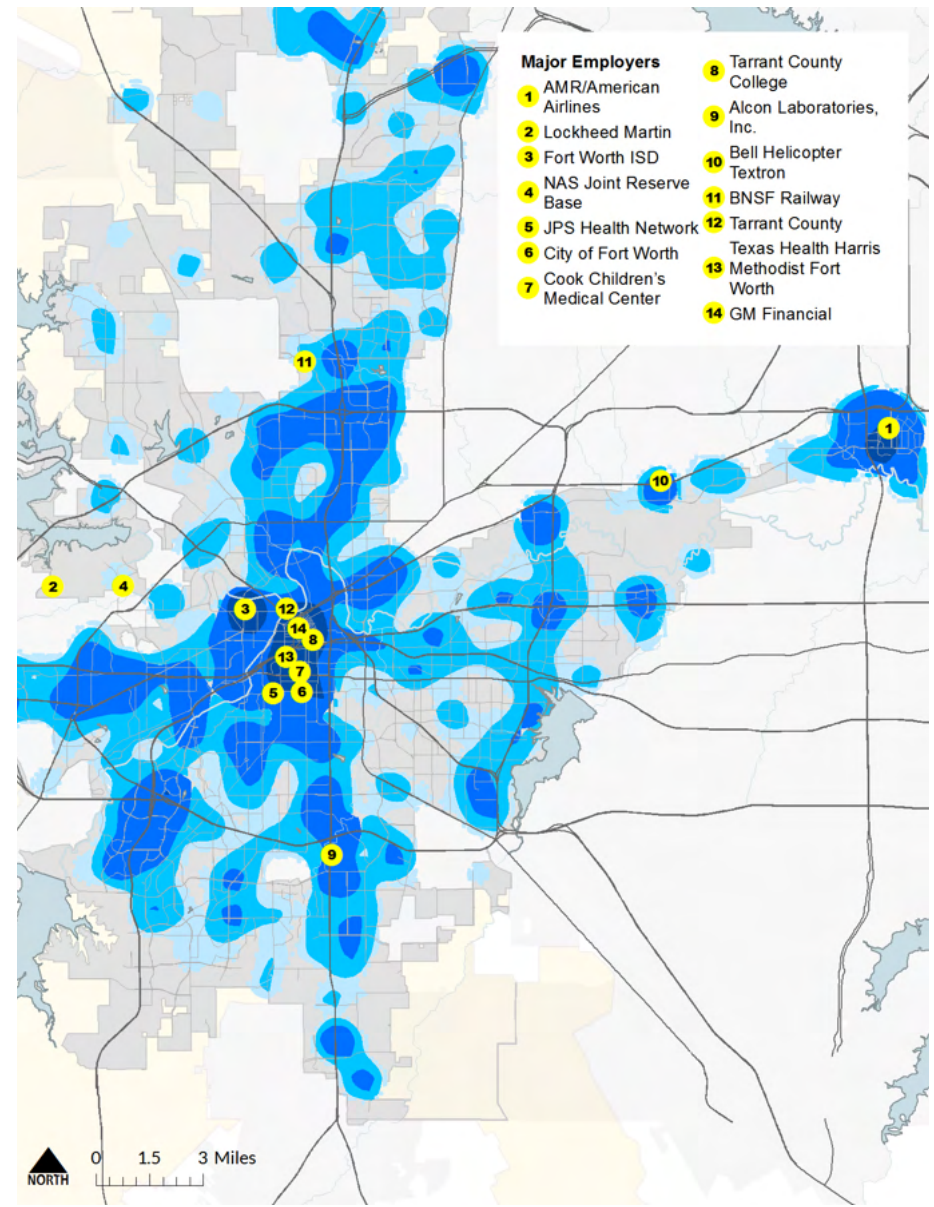 Major Employers
1 AMR/American
Airlines
2 Lockheed Martin
3 Fort Worth ISD
4 NAS Joint Reserve
Base
5 JPS Health Network
6 City of Fort Worth
7 Cook Children's
Medical Center
8 Tarrant County
College
9 Alcon Laboratories,
Inc.
10 Bell Helicopter
Textron
11 BNSF Railway
12 Tarrant County
13 Texas Health Harris
Methodist Fort
Worth
14 GM Financial
11
1
10
2
4
3
12
14
8
13
7
5
6
9
NORTH
0 1.5 3 Miles